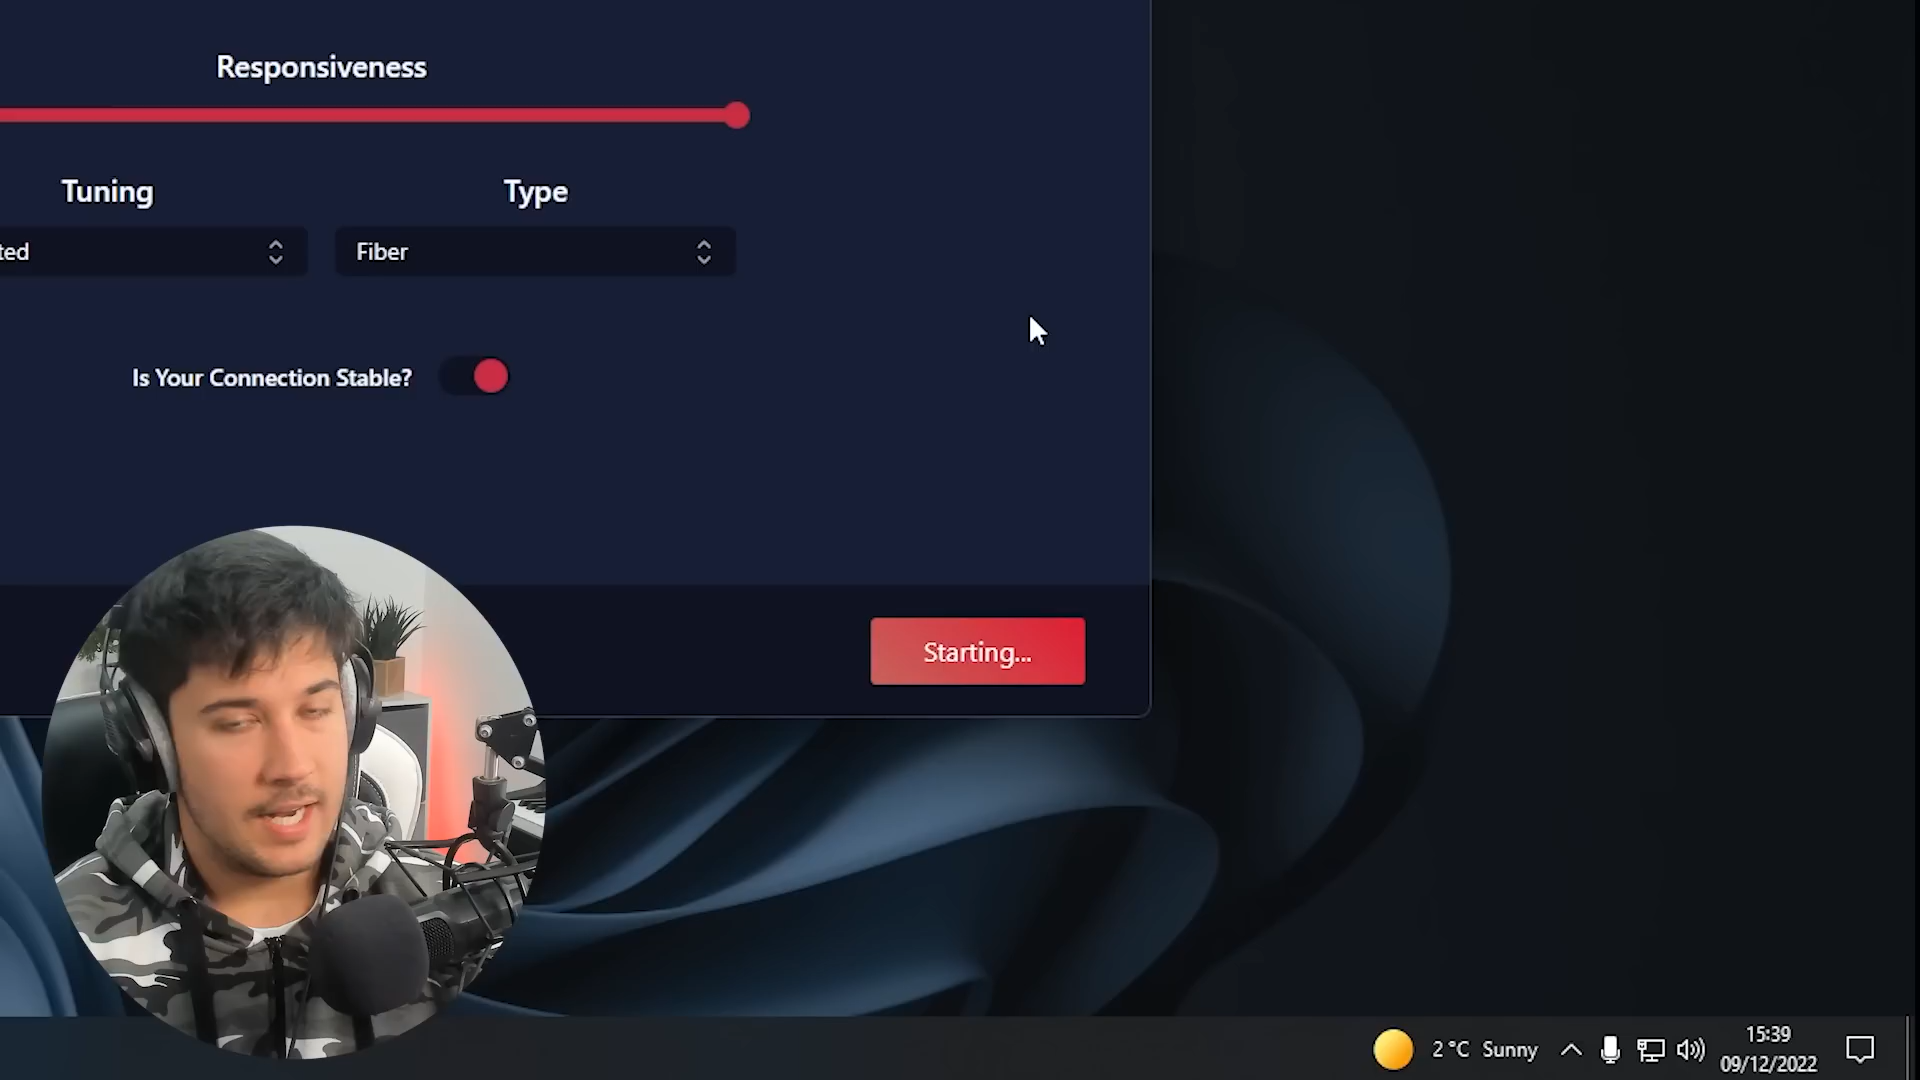 Responsiveness
Tuning
Type
ted
Fiber
Is Your Connection Stable?
Starting...
2°C Sunny
15:39
09/12/2022